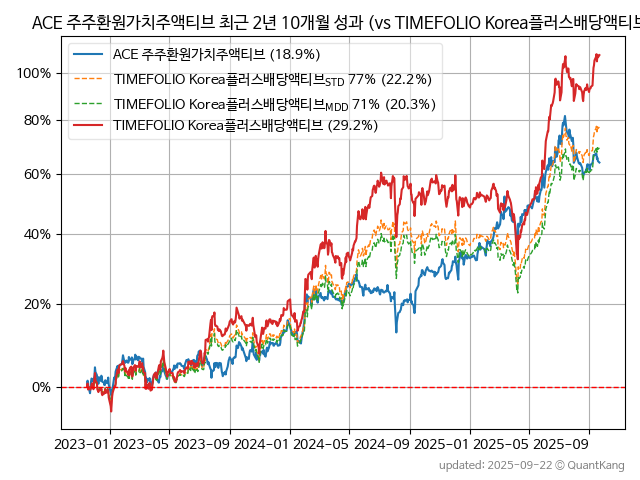 ACE 주주환원가치주액티브 최근 2년 10개월 성과 (vs TIMEFOLIO Korea플러스배당액티브
ACE 주주환원가치주액티브 (18.9%)
TIMEFOLIO Korea플러스배당액티브STD 77% (22.2%)
TIMEFOLIO Korea플러스배당액티브MDD 71% (20.3%)
TIMEFOLIO Korea플러스배당액티브 (29.2%)
100%
80%
60%
40%
20%
0%
2023-01 2023-05 2023-09 2024-01 2024-05 2024-09 2025-01 2025-05 2025-09
updated: 2025-09-22 © QuantKang